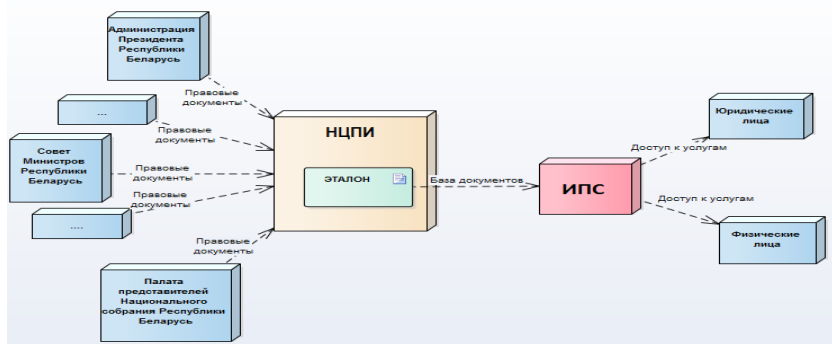 Администрация
Президента
Республики
Беларусь
Правовые
документы
...
Правовые
документы
Совет
Министров
Республики
Беларусь
Правовые
документы
....
Правовые
документы
Правовые
документы
Палата
представителей
Национального
собрания Республики
Беларусь
НЦПИ
ЭТАЛОН
База документов
ИПС
Доступ к услугам
Юридические
лица
Доступ к услугам
Физические
лица